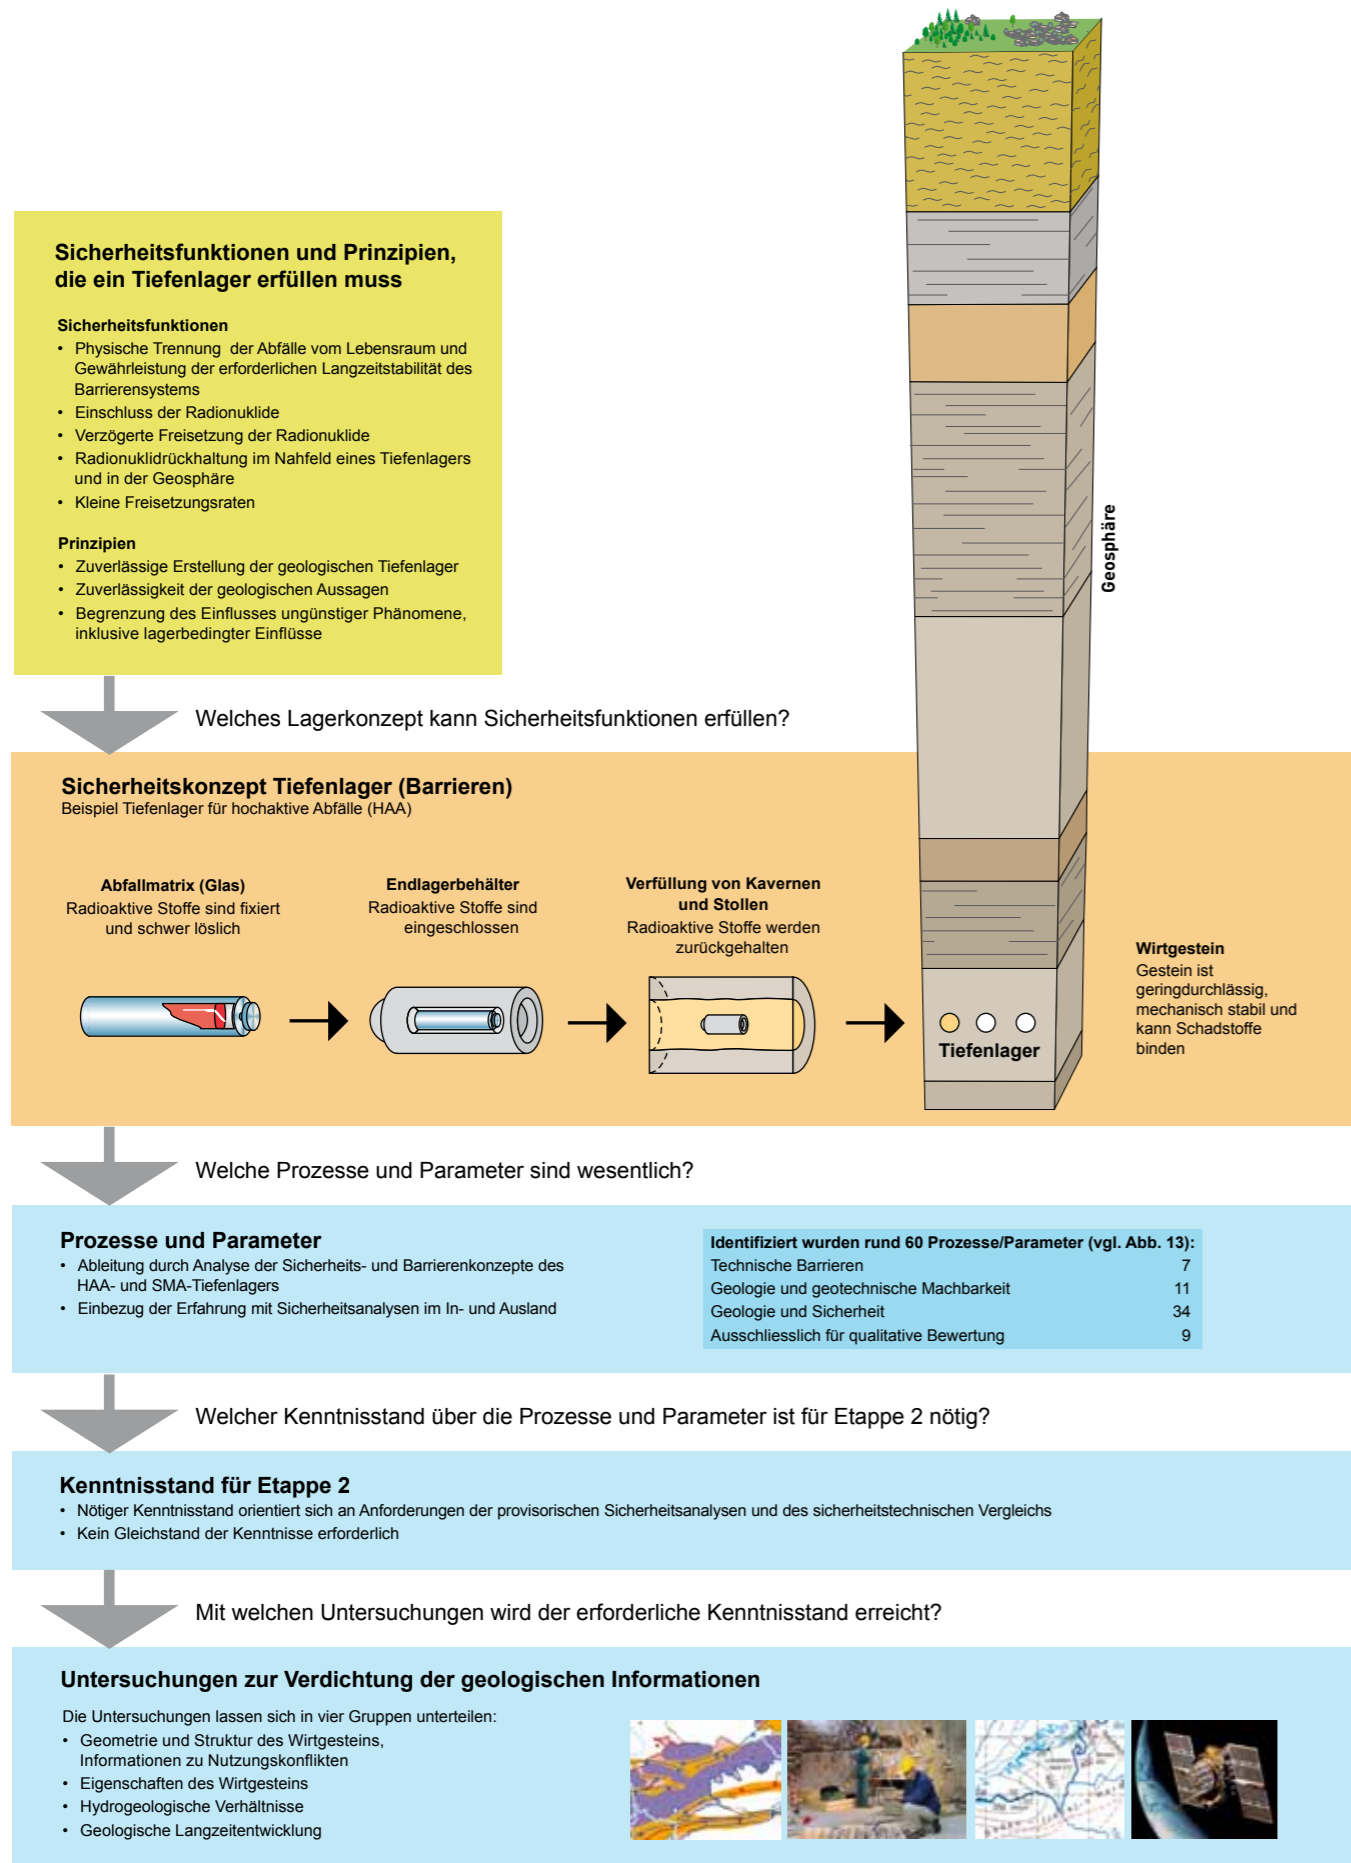 Sicherheitsfunktionen und Prinzipien,
die ein Tiefenlager erfüllen muss
Sicherheitsfunktionen
• Physische Trennung der Abfälle vom Lebensraum und
Gewährleistung der erforderlichen Langzeitstabilität des
Barrierensystems
• Einschluss der Radionuklide
• Verzögerte Freisetzung der Radionuklide
• Radionuklidrückhaltung im Nahfeld eines Tiefenlagers
und in der Geosphäre
• Kleine Freisetzungsraten
Prinzipien
• Zuverlässige Erstellung der geologischen Tiefenlager
• Zuverlässigkeit der geologischen Aussagen
• Begrenzung des Einflusses ungünstiger Phänomene,
inklusive lagerbedingter Einflüsse
Geosphäre
Welches Lagerkonzept kann Sicherheitsfunktionen erfüllen?
Sicherheitskonzept Tiefenlager (Barrieren)
Beispiel Tiefenlager für hochaktive Abfälle (HAA)
Abfallmatrix (Glas)
Radioaktive Stoffe sind fixiert
und schwer löslich
Endlagerbehälter
Radioaktive Stoffe sind
eingeschlossen
Verfüllung von Kavernen
und Stollen
Radioaktive Stoffe werden
zurückgehalten
Tiefenlager
Wirtgestein
Gestein ist
geringdurchlässig,
mechanisch stabil und
kann Schadstoffe
binden
Welche Prozesse und Parameter sind wesentlich?
Prozesse und Parameter
• Ableitung durch Analyse der Sicherheits- und Barrierenkonzepte des
HAA- und SMA-Tiefenlagers
• Einbezug der Erfahrung mit Sicherheitsanalysen im In- und Ausland
Identifiziert wurden rund 60 Prozesse/Parameter (vgl. Abb. 13):
Technische Barrieren 7
Geologie und geotechnische Machbarkeit 11
Geologie und Sicherheit 34
Ausschliesslich für qualitative Bewertung 9
Welcher Kenntnisstand über die Prozesse und Parameter ist für Etappe 2 nötig?
Kenntnisstand für Etappe 2
• Nötiger Kenntnisstand orientiert sich an Anforderungen der provisorischen Sicherheitsanalysen und des sicherheitstechnischen Vergleichs
• Kein Gleichstand der Kenntnisse erforderlich
Mit welchen Untersuchungen wird der erforderliche Kenntnisstand erreicht?
Untersuchungen zur Verdichtung der geologischen Informationen
Die Untersuchungen lassen sich in vier Gruppen unterteilen:
• Geometrie und Struktur des Wirtgesteins,
Informationen zu Nutzungskonflikten
• Eigenschaften des Wirtgesteins
• Hydrogeologische Verhältnisse
• Geologische Langzeitentwicklung